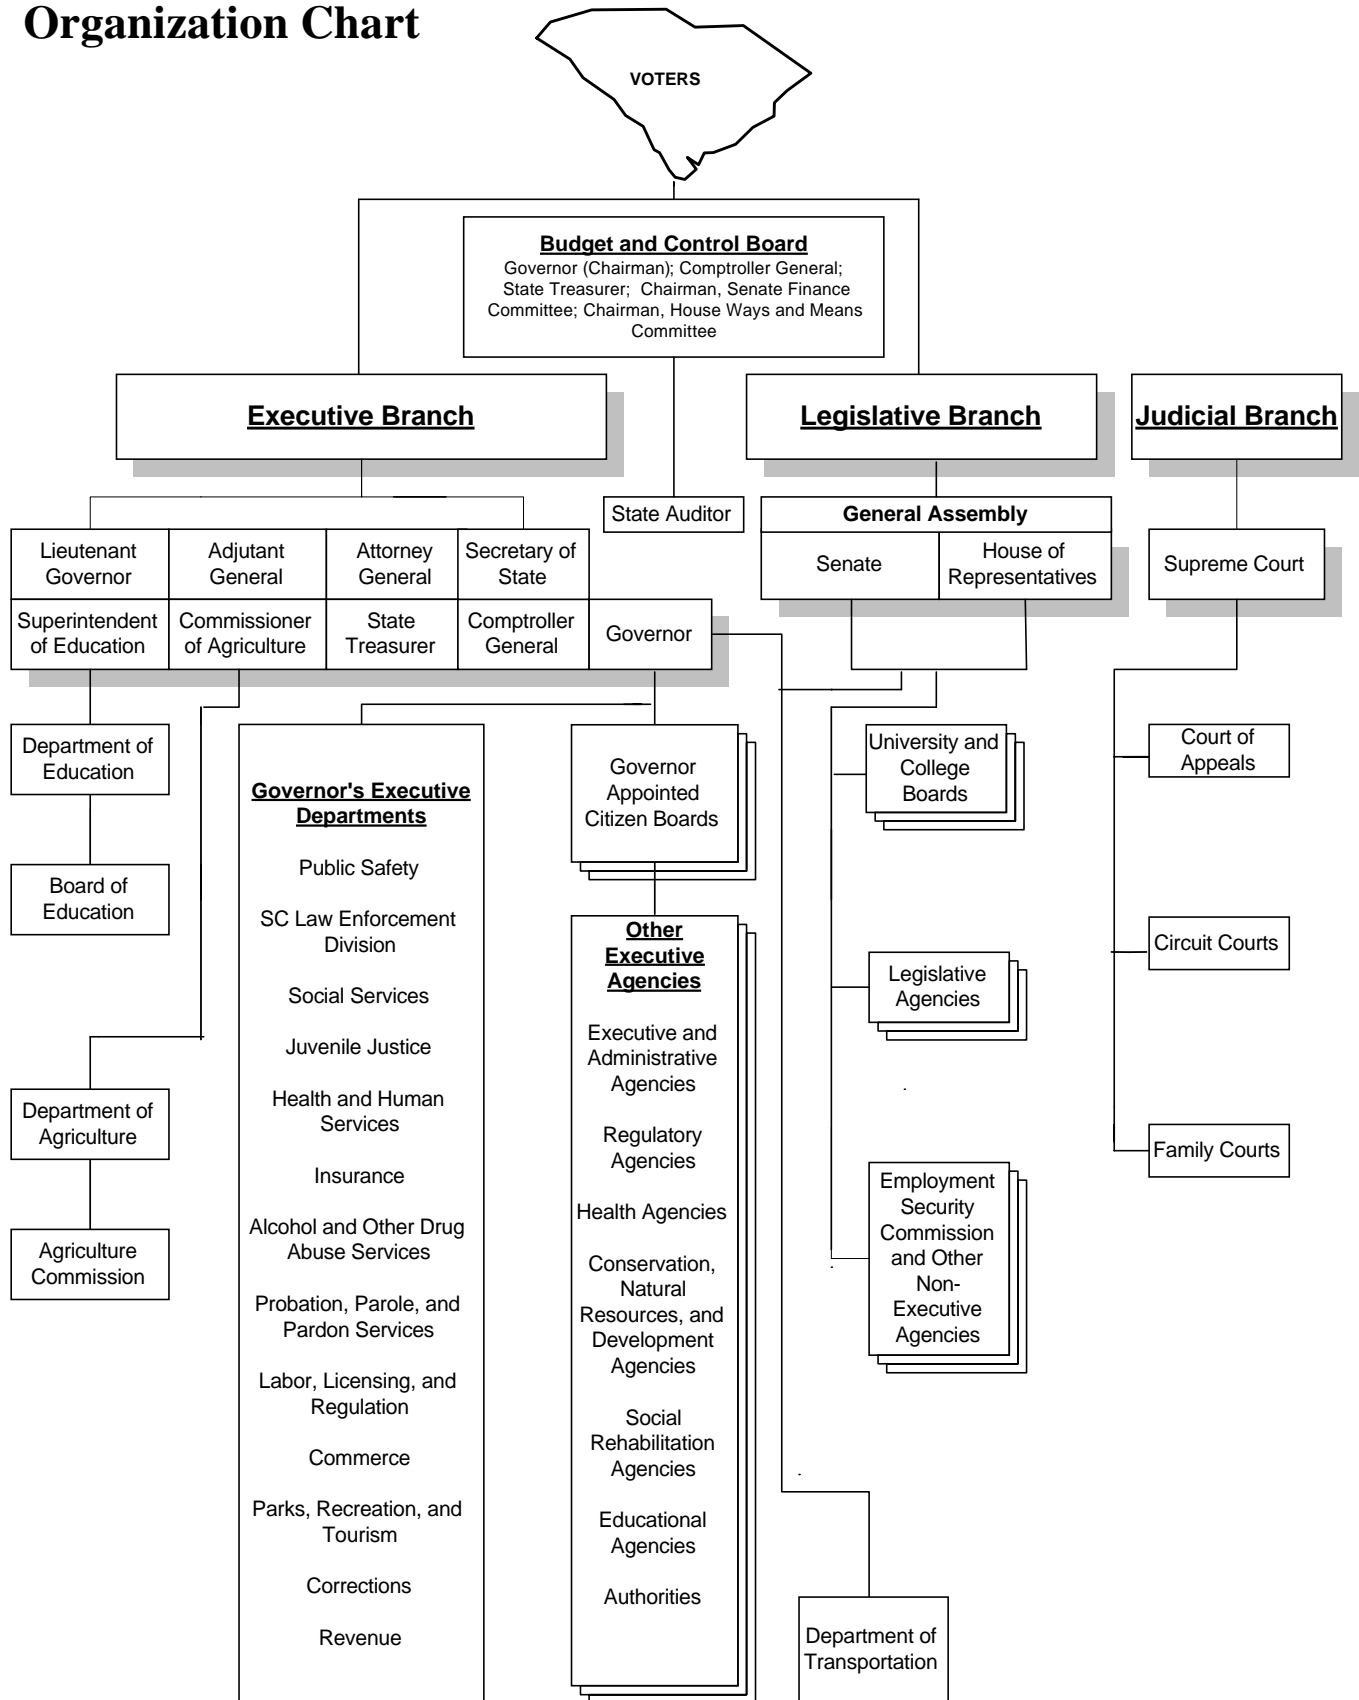 Organization Chart
VOTERS
Budget and Control Board
Governor (Chairman); Comptroller General;
State Treasurer;  Chairman, Senate Finance
Committee; Chairman, House Ways and Means
Committee
Executive Branch
Legislative Branch
Judicial Branch
State Auditor
General Assembly
Lieutenant
Governor
Adjutant
General
Attorney
General
Secretary of
State
Senate
House of
Representatives
Supreme Court
Superintendent
of Education
Commissioner
of Agriculture
State
Treasurer
Comptroller
General
Governor
Department of
Education
Board of
Education
Department of
Agriculture
Agriculture
Commission
Governor's Executive
Departments
Public Safety
SC Law Enforcement
Division
Social Services
Juvenile Justice
Health and Human
Services
Insurance
Alcohol and Other Drug
Abuse Services
Probation, Parole, and
Pardon Services
Labor, Licensing, and
Regulation
Commerce
Parks, Recreation, and
Tourism
Corrections
Revenue
Governor
Appointed
Citizen Boards
Other
Executive
Agencies
Executive and
Administrative
Agencies
Regulatory
Agencies
Health Agencies
Conservation,
Natural
Resources, and
Development
Agencies
Social
Rehabilitation
Agencies
Educational
Agencies
Authorities
University and
College
Boards
Legislative
Agencies
Employment
Security
Commission
and Other
Non-
Executive
Agencies
Department of
Transportation
Court of
Appeals
Circuit Courts
Family Courts